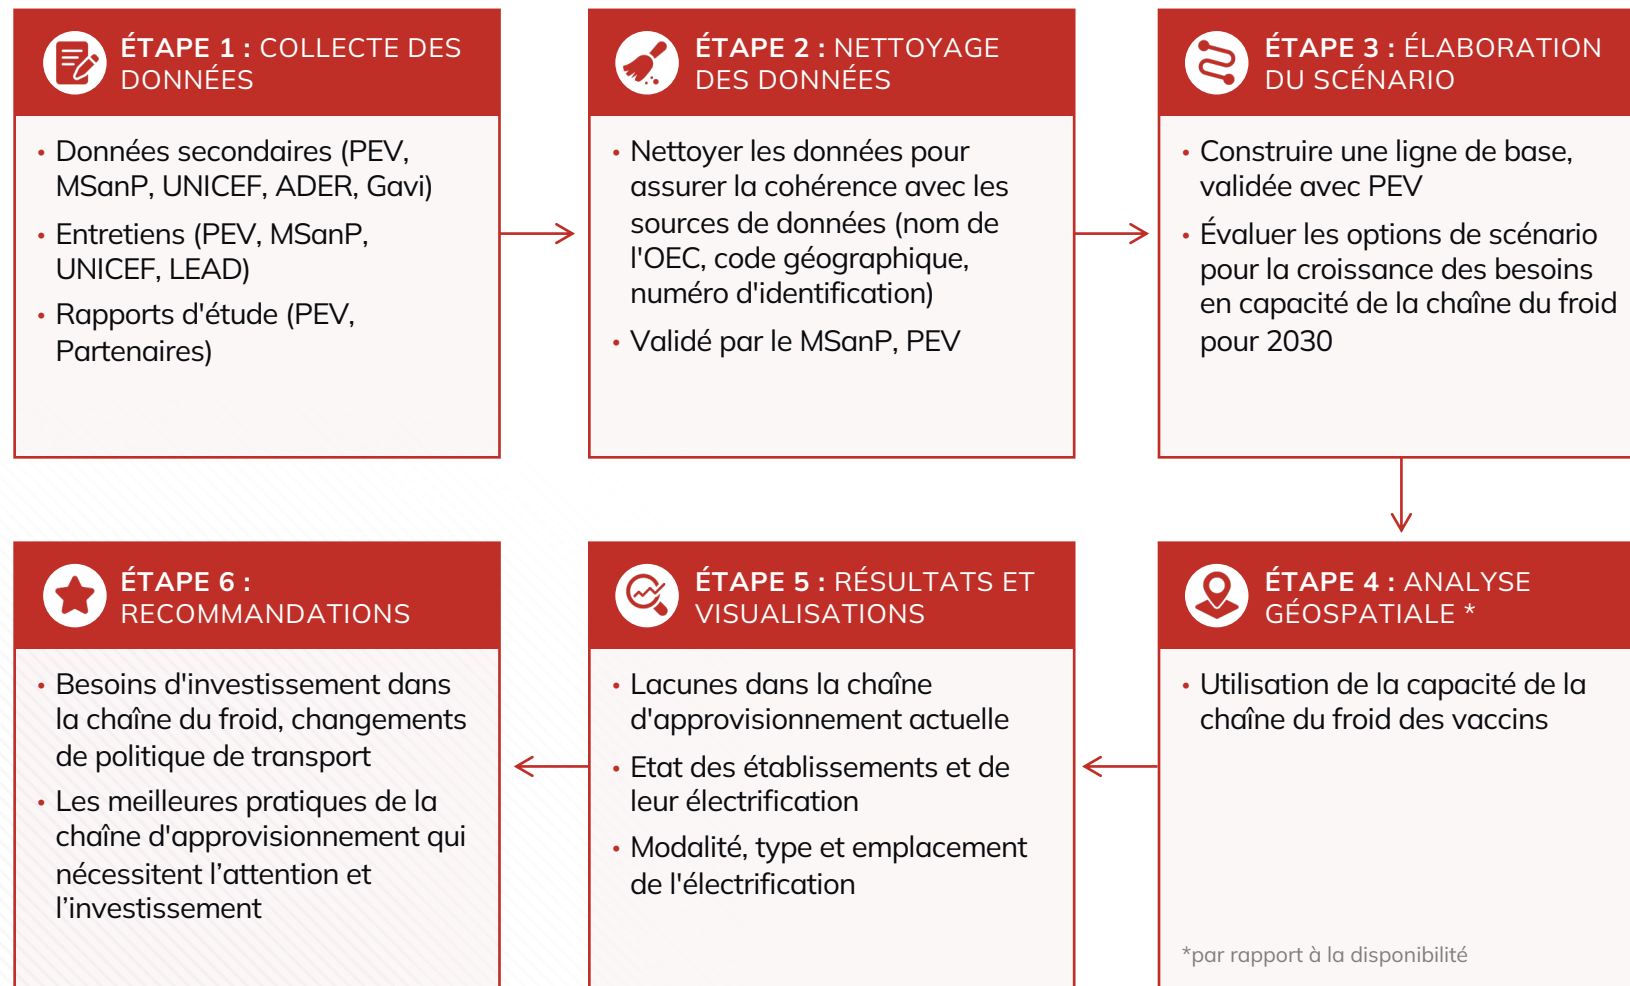 ÉTAPE 1 : COLLECTE DES
DONNÉES
• Données secondaires (PEV,
MSanP, UNICEF, ADER, Gavi)
• Entretiens (PEV, MSanP,
UNICEF, LEAD)
• Rapports d'étude (PEV,
Partenaires)
ÉTAPE 2 : NETTOYAGE
DES DONNÉES
• Nettoyer les données pour
assurer la cohérence avec les
sources de données (nom de
l'OEC, code géographique,
numéro d'identification)
• Validé par le MSanP, PEV
ÉTAPE 3 : ÉLABORATION
DU SCÉNARIO
• Construire une ligne de base,
validée avec PEV
• Évaluer les options de scénario
pour la croissance des besoins
en capacité de la chaîne du froid
pour 2030
ÉTAPE 4 : ANALYSE
GÉOSPATIALE *
• Utilisation de la capacité de la
chaîne du froid des vaccins
*par rapport à la disponibilité
ÉTAPE 5 : RÉSULTATS ET
VISUALISATIONS
• Lacunes dans la chaîne
d'approvisionnement actuelle
• Etat des établissements et de
leur électrification
• Modalité, type et emplacement
de l'électrification
ÉTAPE 6 :
RECOMMANDATIONS
• Besoins d'investissement dans
la chaîne du froid, changements
de politique de transport
• Les meilleures pratiques de la
chaîne d'approvisionnement qui
nécessitent l’attention et
l’investissement